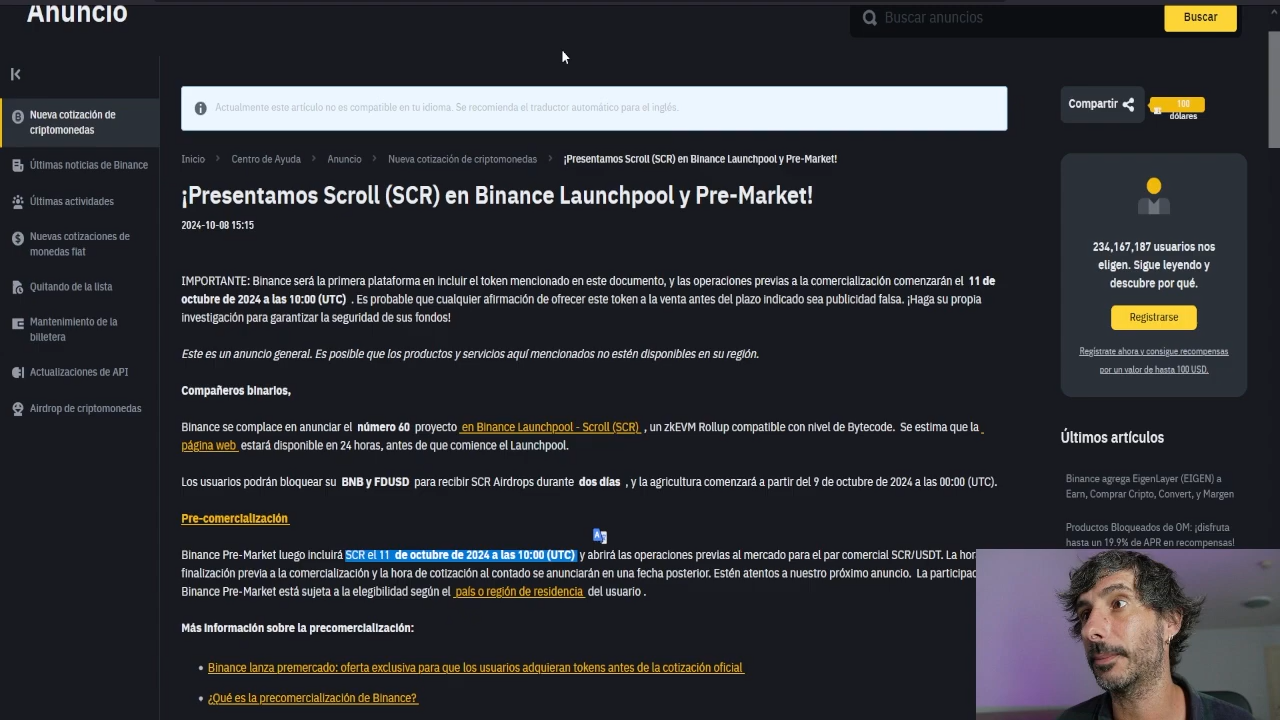 Anuncio
Buscar anuncios
Buscar
Nueva cotización de
criptomonedas
Últimas noticias de Binance
Últimas actividades
Nuevas cotizaciones de
monedas fiat
Quitando de la lista
Mantenimiento de la
billetera
Actualizaciones de API
Airdrop de criptomonedas
Actualmente este artículo no es compatible en tu idioma. Se recomienda el traductor automático para el inglés.
Inicio > Centro de Ayuda > Anuncio > Nueva cotización de criptomonedas > ¡Presentamos Scroll (SCR) en Binance Launchpool y Pre-Market!
¡Presentamos Scroll (SCR) en Binance Launchpool y Pre-Market!
2024-10-08 15:15
IMPORTANTE: Binance será la primera plataforma en incluir el token mencionado en este documento, y las operaciones previas a la comercialización comenzarán el 11 de
octubre de 2024 a las 10:00 (UTC) . Es probable que cualquier afirmación de ofrecer este token a la venta antes del plazo indicado sea publicidad falsa. ¡Haga su propia
investigación para garantizar la seguridad de sus fondos!
Este es un anuncio general. Es posible que los productos y servicios aquí mencionados no estén disponibles en su región.
Compañeros binarios,
Binance se complace en anunciar el número 60 proyecto en Binance Launchpool - Scroll (SCR) , un zkEVM Rollup compatible con nivel de Bytecode. Se estima que la
página web estará disponible en 24 horas, antes de que comience el Launchpool.
Los usuarios podrán bloquear su BNB y FDUSD para recibir SCR Airdrops durante dos días , y la agricultura comenzará a partir del 9 de octubre de 2024 a las 00:00 (UTC).
Pre-comercialización
Binance Pre-Market luego incluirá SCR el 11 de octubre de 2024 a las 10:00 (UTC) y abrirá las operaciones previas al mercado para el par comercial SCR/USDT. La hora
finalización previa a la comercialización y la hora de cotización al contado se anunciarán en una fecha posterior. Estén atentos a nuestro próximo anuncio. La
Binance Pre-Market está sujeta a la elegibilidad según el país o región de residencia del usuario .
Más información sobre la precomercialización:
• Binance lanza premercado: oferta exclusiva para que los usuarios adquieran tokens antes de la cotización oficial
• ¿Qué es la precomercialización de Binance?
Compartir
100
dólares
234,167,187 usuarios nos
eligen. Sigue leyendo y
descubre por qué.
Registrarse
Regístrate ahora y consigue recompensas
por un valor de hasta 100 USD.
Últimos artículos
Binance agrega EigenLayer (EIGEN) a
Earn, Comprar Cripto, Convert, y Margen
Productos Bloqueados de OM: ¡disfruta
hasta un 19.9% de APR en recompensas!